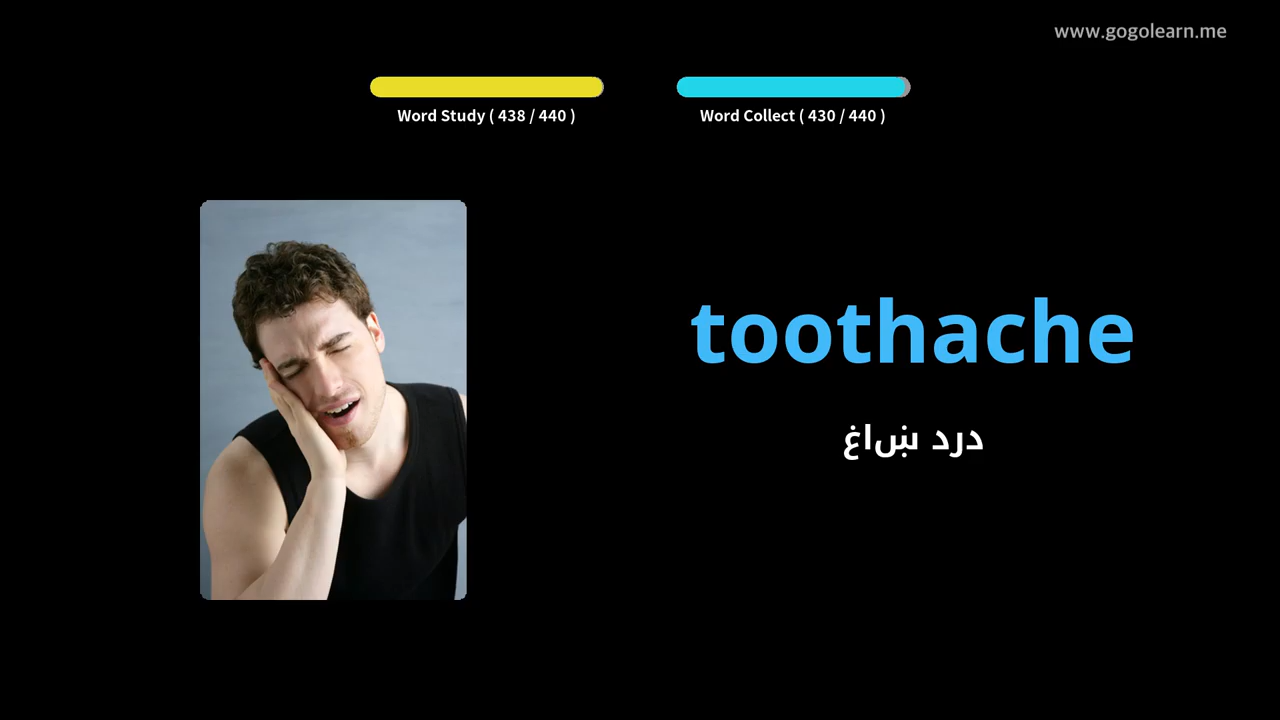 www.gogolearn.me
Word Study ( 438 / 440 )
Word Collect ( 430 / 440 )
toothache
درد ښاغ